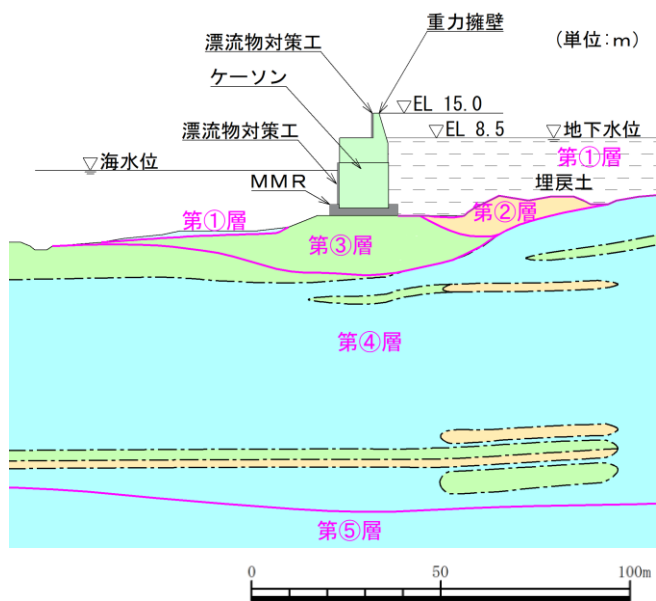 漂流物対策工
重力擁壁
(単位:m)
ケーソン
EL 15.0
漂流物対策工
EL 8.5
地下水位
海水位
第①層
MMR
埋戻土
第①層
第②層
第③層
第④層
第⑤層
0 50 100m